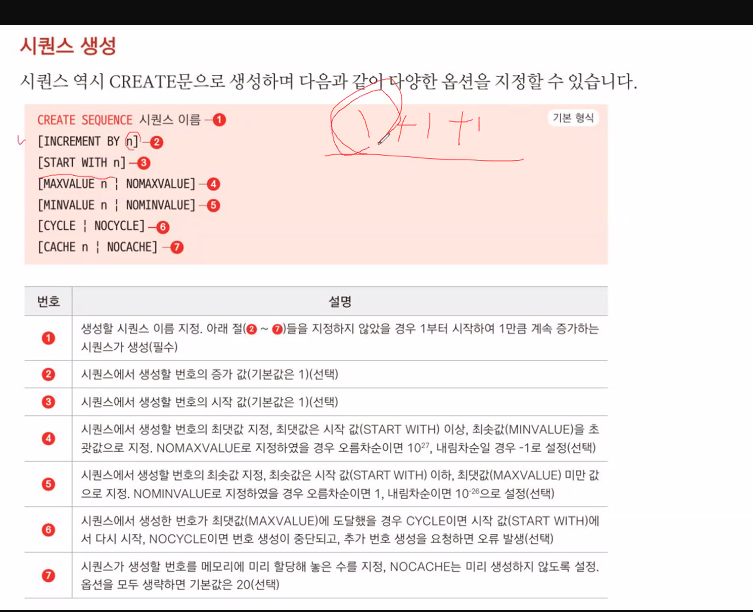 시퀀스 생성
시퀀스 역시 CREATE문으로 생성하며 다음과 같이 다양한 옵션을 지정할 수 있습니다.
CREATE SEQUENCE 시퀀스 이름 ─❶ 기본 형식
[INCREMENT BY n]─❷
[START WITH n]─❸
[MAXVALUE n ¦ NOMAXVALUE]─❹
[MINVALUE n ¦ NOMINVALUE]─❺
[CYCLE ¦ NOCYCLE]─❻
[CACHE n ¦ NOCACHE]─❼
1 +1 +1
번호 설명
❶ 생성할 시퀀스 이름 지정. 아래 절(❷ ~ ❼)들을 지정하지 않았을 경우 1부터 시작하여 1만큼 계속 증가하는
시퀀스가 생성(필수)
❷ 시퀀스에서 생성할 번호의 증가 값(기본값은 1)(선택)
❸ 시퀀스에서 생성할 번호의 시작 값(기본값은 1)(선택)
❹ 시퀀스에서 생성할 번호의 최댓값 지정, 최댓값은 시작 값(START WITH) 이상, 최솟값(MINVALUE)을 초
괏값으로 지정. NOMAXVALUE로 지정하였을 경우 오름차순이면 10²⁷, 내림차순일 경우 -1로 설정(선택)
❺ 시퀀스에서 생성할 번호의 최솟값 지정, 최솟값은 시작 값(START WITH) 이하, 최댓값(MAXVALUE) 미만 값
으로 지정. NOMINVALUE로 지정하였을 경우 오름차순이면 1, 내림차순이면 10⁻²⁶으로 설정(선택)
❻ 시퀀스에서 생성한 번호가 최댓값(MAXVALUE)에 도달했을 경우 CYCLE이면 시작 값(START WITH)에
서 다시 시작, NOCYCLE이면 번호 생성이 중단되고, 추가 번호 생성을 요청하면 오류 발생(선택)
❼ 시퀀스가 생성할 번호를 메모리에 미리 할당해 놓은 수를 지정, NOCACHE는 미리 생성하지 않도록 설정.
옵션을 모두 생략하면 기본값은 20(선택)